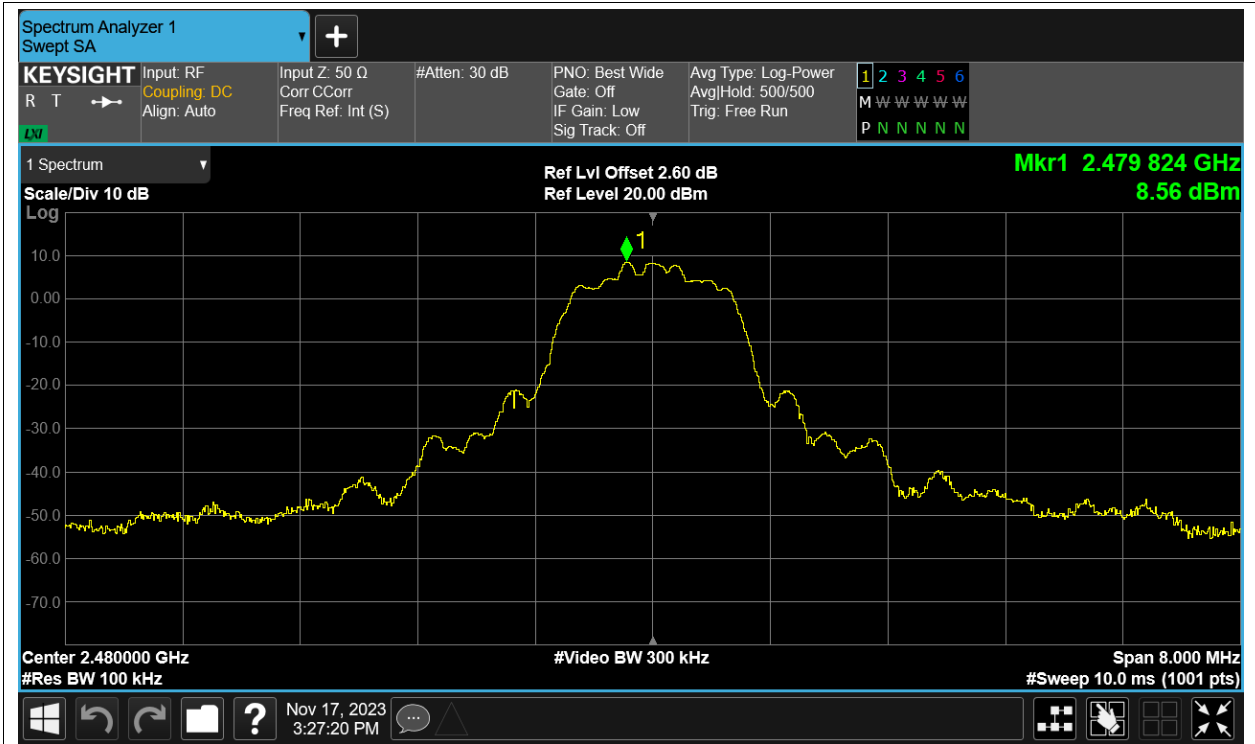 Spectrum Analyzer 1
Swept SA
KEYSIGHT
R T
LXI
Input: RF
Coupling: DC
Align: Auto
Input Z: 50 Ω
Corr CCorr
Freq Ref: Int (S)
#Atten: 30 dB
PNO: Best Wide
Gate: Off
IF Gain: Low
Sig Track: Off
Avg Type: Log-Power
Avg|Hold: 500/500
Trig: Free Run
1 2 3 4 5 6
M W W W W W
P N N N N N
1 Spectrum
Scale/Div 10 dB
Log
Ref Lvl Offset 2.60 dB
Ref Level 20.00 dBm
Mkr1 2.479 824 GHz
8.56 dBm
1
10.0
0.00
-10.0
-20.0
-30.0
-40.0
-50.0
-60.0
-70.0
Center 2.480000 GHz
#Res BW 100 kHz
#Video BW 300 kHz
Span 8.000 MHz
#Sweep 10.0 ms (1001 pts)
?
Nov 17, 2023
3:27:20 PM